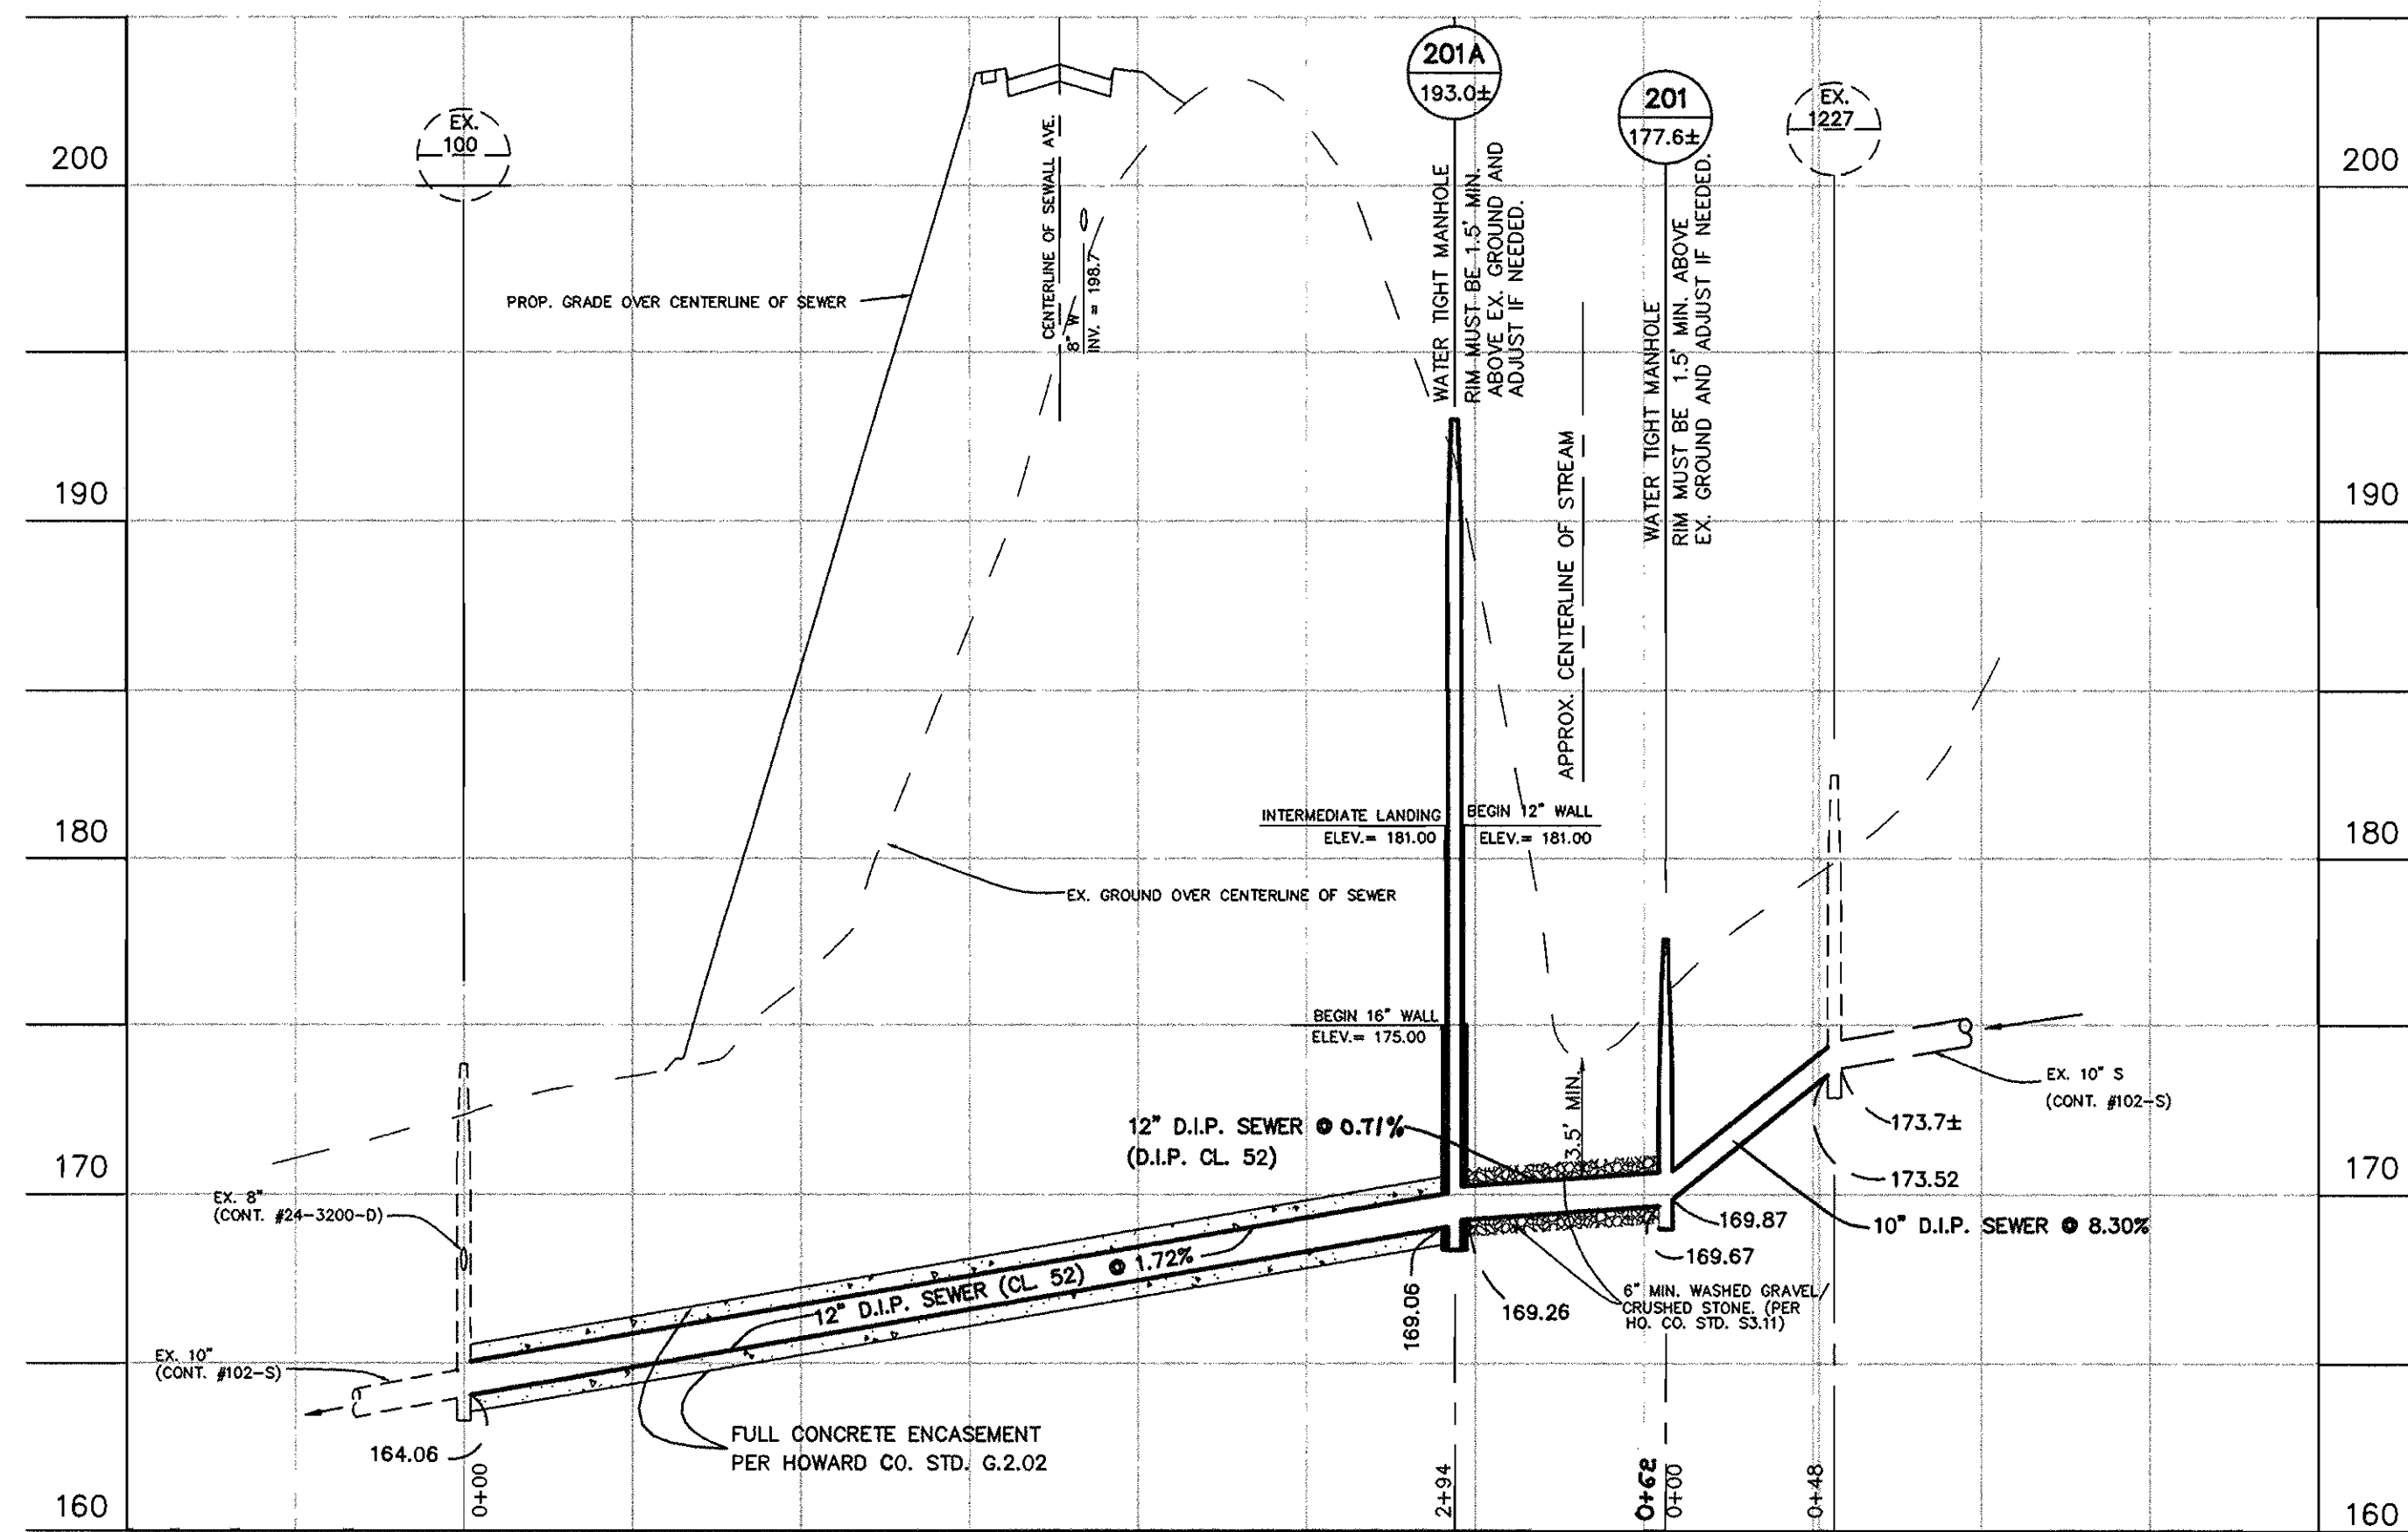 201A
193.0±
201
177.6±
EX.
100
EX.
1227
200
200
190
190
180
180
170
170
160
160
PROP. GRADE OVER CENTERLINE OF SEWER
CENTERLINE OF SEWALL AVE.
8" W
INV. = 198.7
WATER TIGHT MANHOLE
RIM MUST BE 1.5' MIN.
ABOVE EX. GROUND AND
ADJUST IF NEEDED.
APPROX. CENTERLINE OF STREAM
WATER TIGHT MANHOLE
RIM MUST BE 1.5' MIN. ABOVE
EX. GROUND AND ADJUST IF NEEDED.
INTERMEDIATE LANDING
ELEV.= 181.00
BEGIN 12" WALL
ELEV.= 181.00
EX. GROUND OVER CENTERLINE OF SEWER
BEGIN 16" WALL
ELEV.= 175.00
3.5' MIN.
12" D.I.P. SEWER @ 0.71%
(D.I.P. CL. 52)
EX. 10" S
(CONT. #102-S)
173.7±
173.52
10" D.I.P. SEWER @ 8.30%
169.87
169.67
6" MIN. WASHED GRAVEL/
CRUSHED STONE. (PER
HO. CO. STD. S3.11)
169.26
169.06
EX. 8"
(CONT. #24-3200-D)
12" D.I.P. SEWER (CL. 52) @ 1.72%
EX. 10"
(CONT. #102-S)
164.06
FULL CONCRETE ENCASEMENT
PER HOWARD CO. STD. G.2.02
0+00
2+94
0+68
0+00
0+48